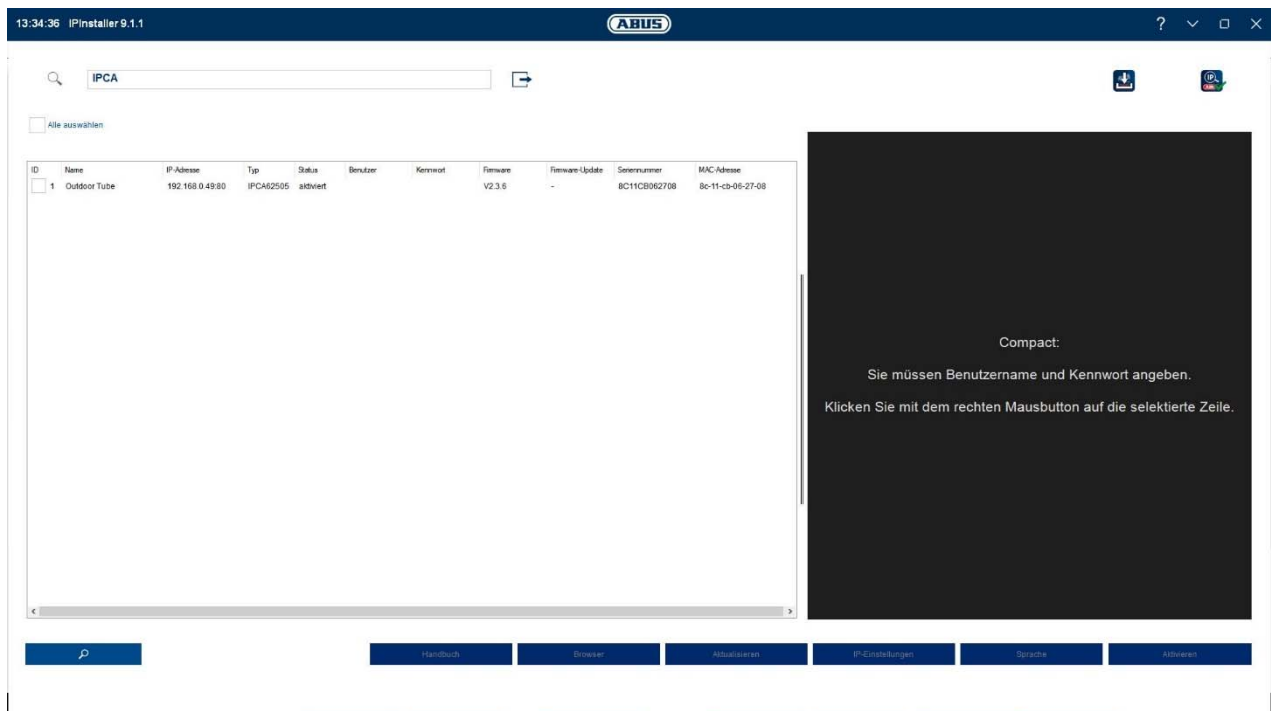 13:34:36 IPInstaller 9.1.1
ABUS
?
IPCA
IP
Alle auswählen
ID Name IP-Adresse Typ Status Benutzer Kennwort Firmware Firmware-Update Seriennummer MAC-Adresse
1 Outdoor Tube 192.168.0.49:80 IPCA62505 aktiviert V2.3.6 - 8C11CB062708 8c-11-cb-06-27-08
Compact:
Sie müssen Benutzername und Kennwort angeben.
Klicken Sie mit dem rechten Mausbutton auf die selektierte Zeile.
Handbuch Browser Aktualisieren IP-Einstellungen Sprache Aktivieren